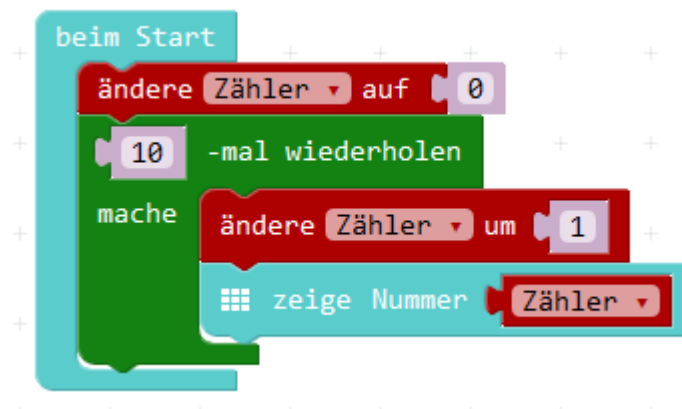 beim Start
ändere Zähler auf 0
10 -mal wiederholen
mache
ändere Zähler um 1
zeige Nummer Zähler